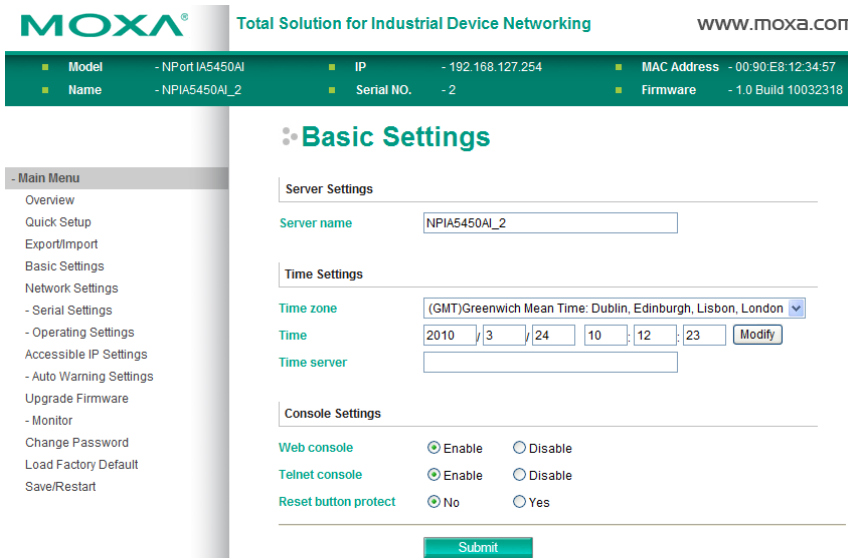 MOXA® Total Solution for Industrial Device Networking www.moxa.com
Model - NPort IA5450AI IP - 192.168.127.254 MAC Address - 00:90:E8:12:34:57
Name - NPIA5450AI_2 Serial NO. - 2 Firmware - 1.0 Build 10032318
Basic Settings
- Main Menu
Overview
Quick Setup
Export/Import
Basic Settings
Network Settings
- Serial Settings
- Operating Settings
Accessible IP Settings
- Auto Warning Settings
Upgrade Firmware
- Monitor
Change Password
Load Factory Default
Save/Restart
Server Settings
Server name NPIA5450AI_2
Time Settings
Time zone (GMT)Greenwich Mean Time: Dublin, Edinburgh, Lisbon, London
Time 2010 / 3 / 24 10 : 12 : 23 Modify
Time server
Console Settings
Web console Enable Disable
Telnet console Enable Disable
Reset button protect No Yes
Submit